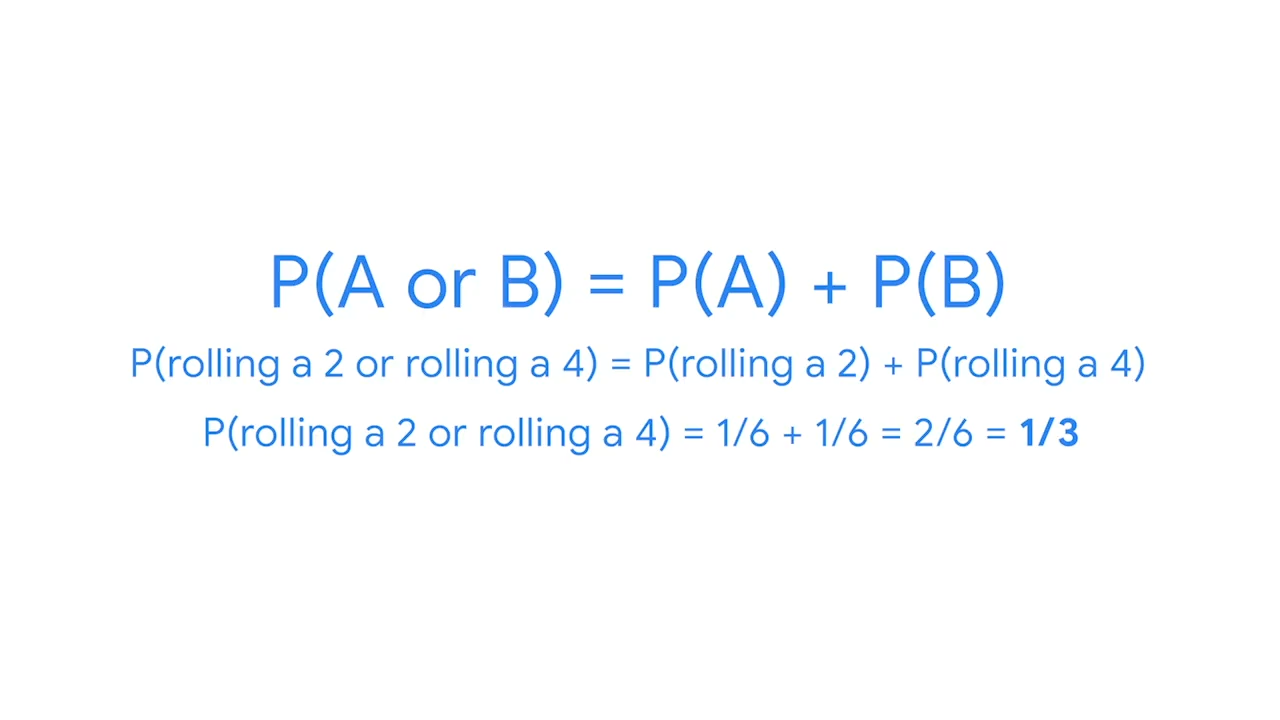 P(A or B) = P(A) + P(B)
P(rolling a 2 or rolling a 4) = P(rolling a 2) + P(rolling a 4)
P(rolling a 2 or rolling a 4) = 1/6 + 1/6 = 2/6 = 1/3